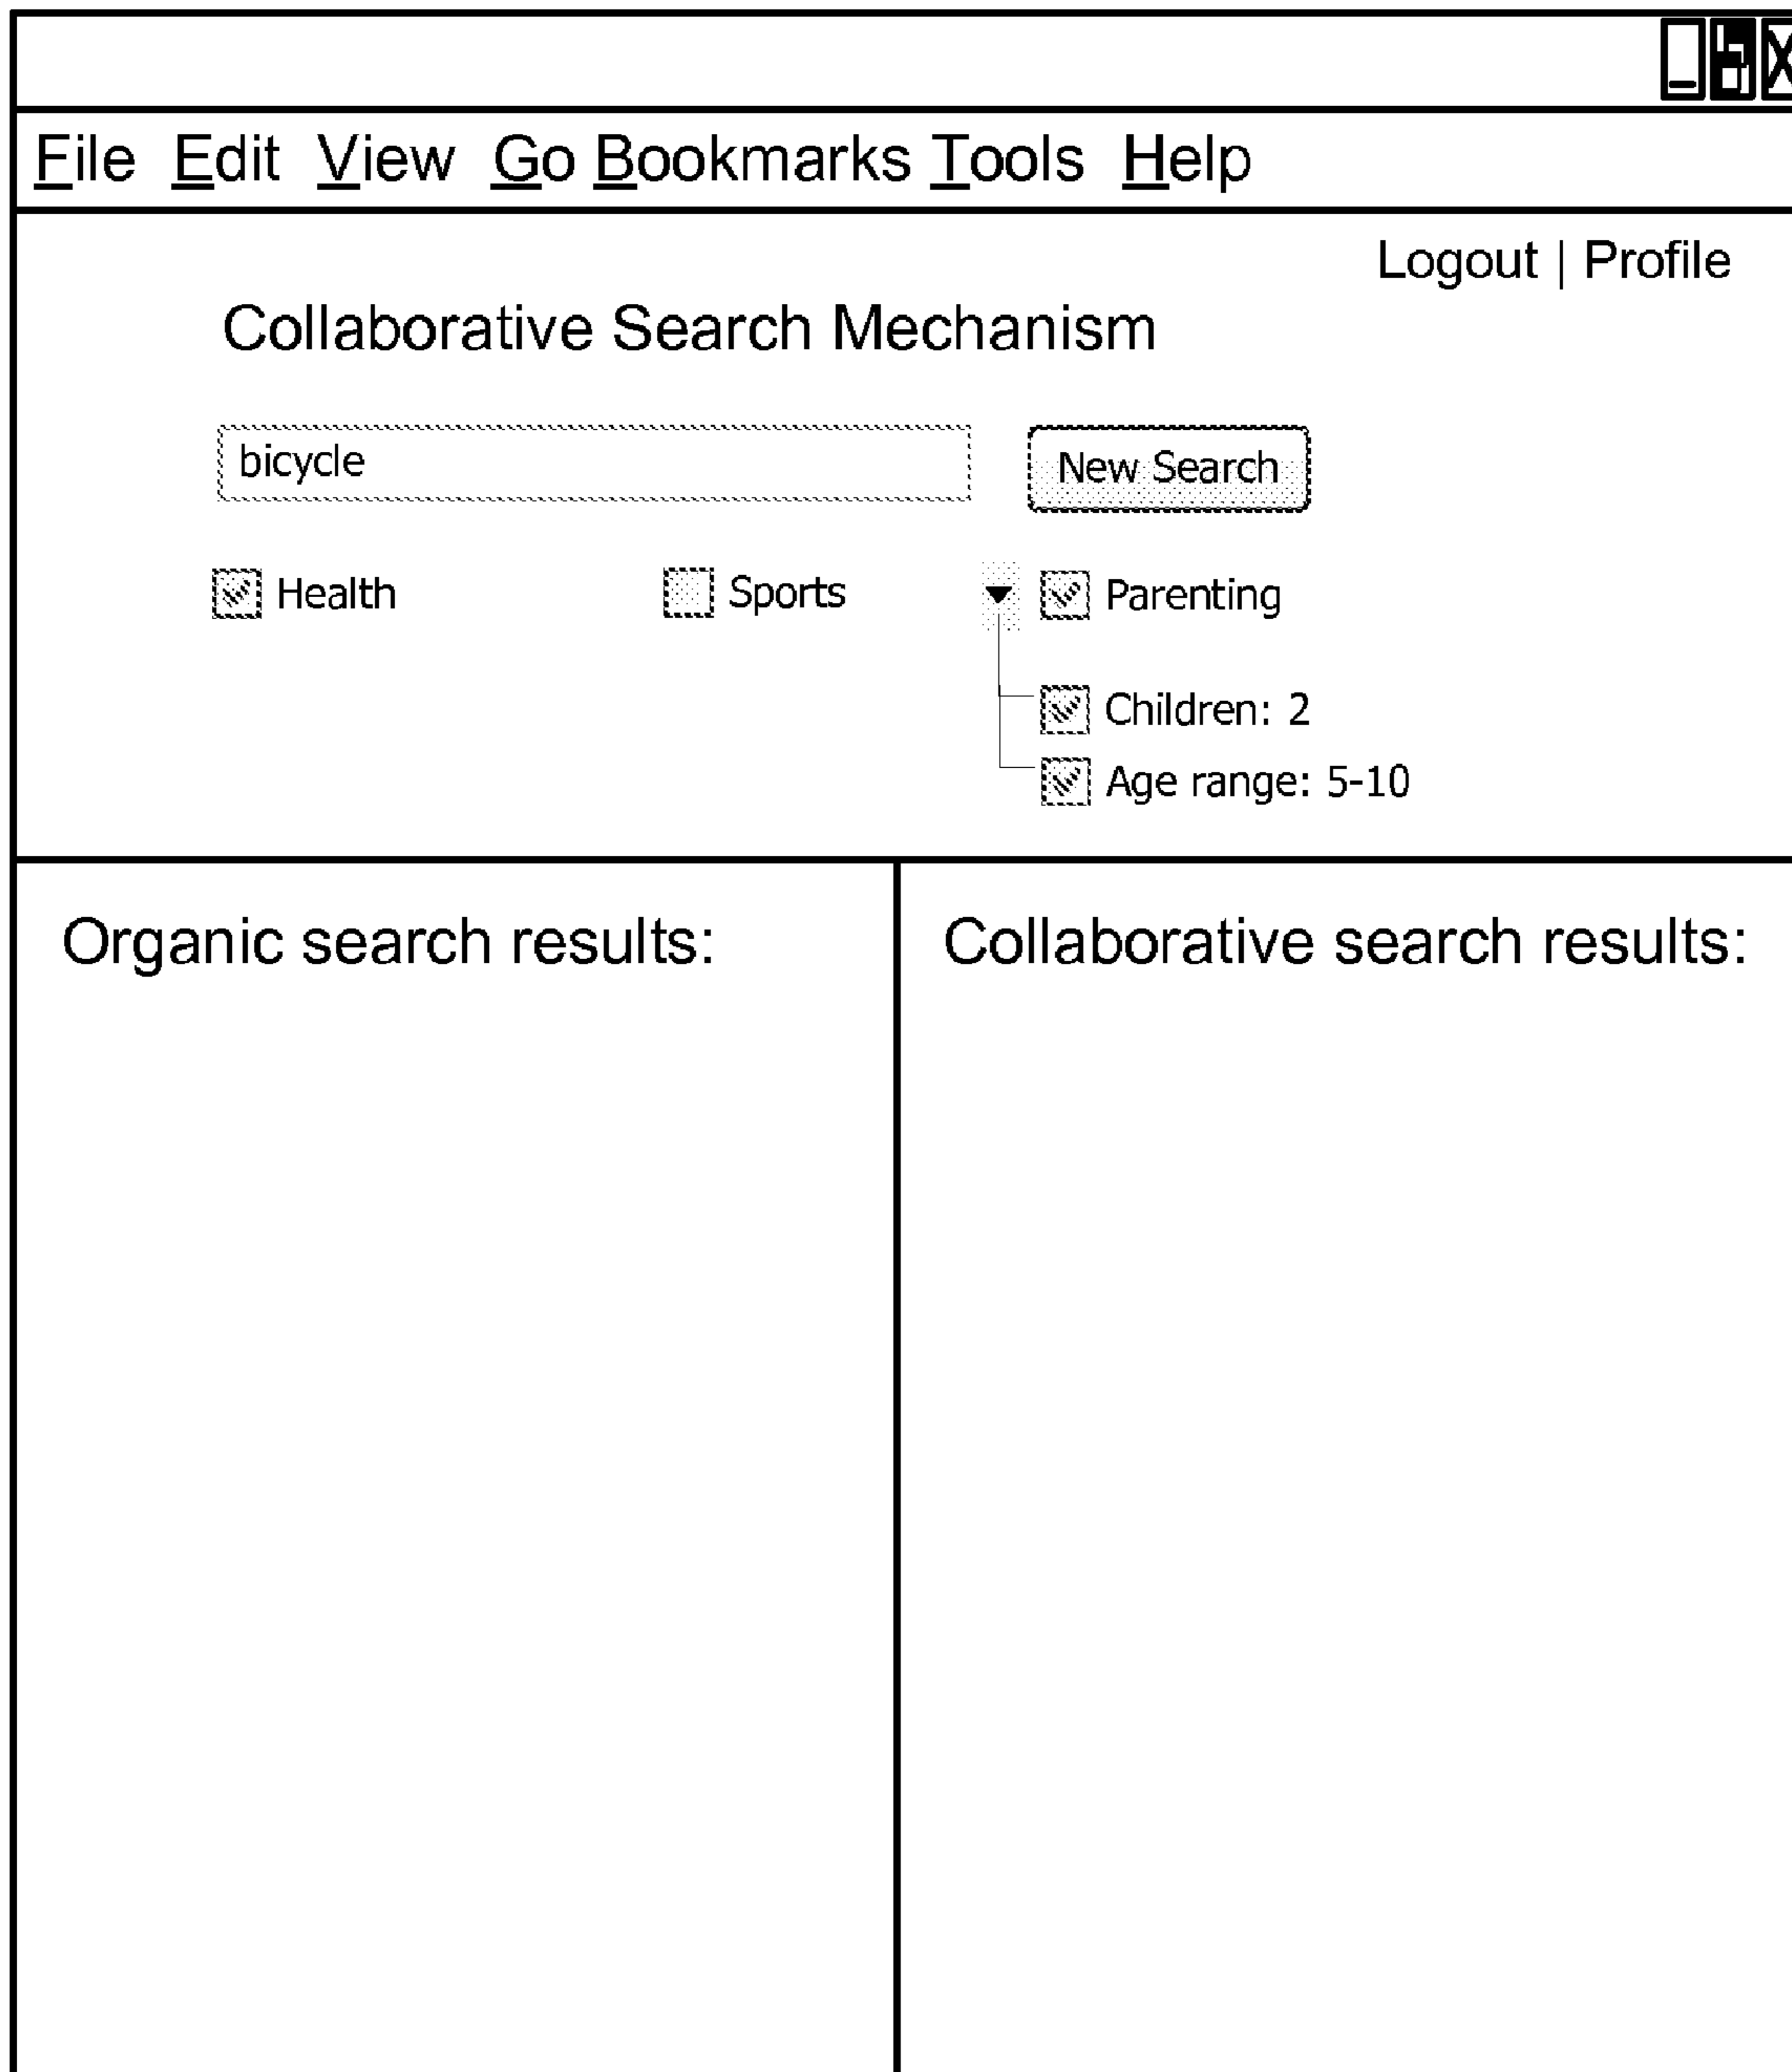 File Edit View Go Bookmarks Tools Help
Logout | Profile
Collaborative Search Mechanism
bicycle
New Search
Health
Sports
Parenting
Children: 2
Age range: 5-10
Organic search results:
Collaborative search results: